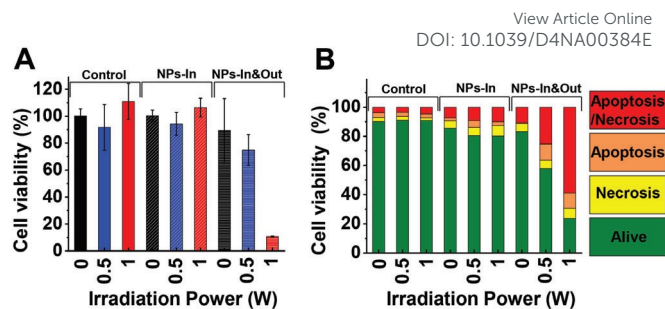 View Article Online
DOI: 10.1039/D4NA00384E
A
Control NPs-In NPs-In&Out
Cell viability (%)
120
100
80
60
40
20
0
0 0.5 1 0 0.5 1 0 0.5 1
Irradiation Power (W)
B
Control NPs-In NPs-In&Out
Cell viability (%)
100
80
60
40
20
0
0 0.5 1 0 0.5 1 0 0.5 1
Irradiation Power (W)
Apoptosis
/Necrosis
Apoptosis
Necrosis
Alive